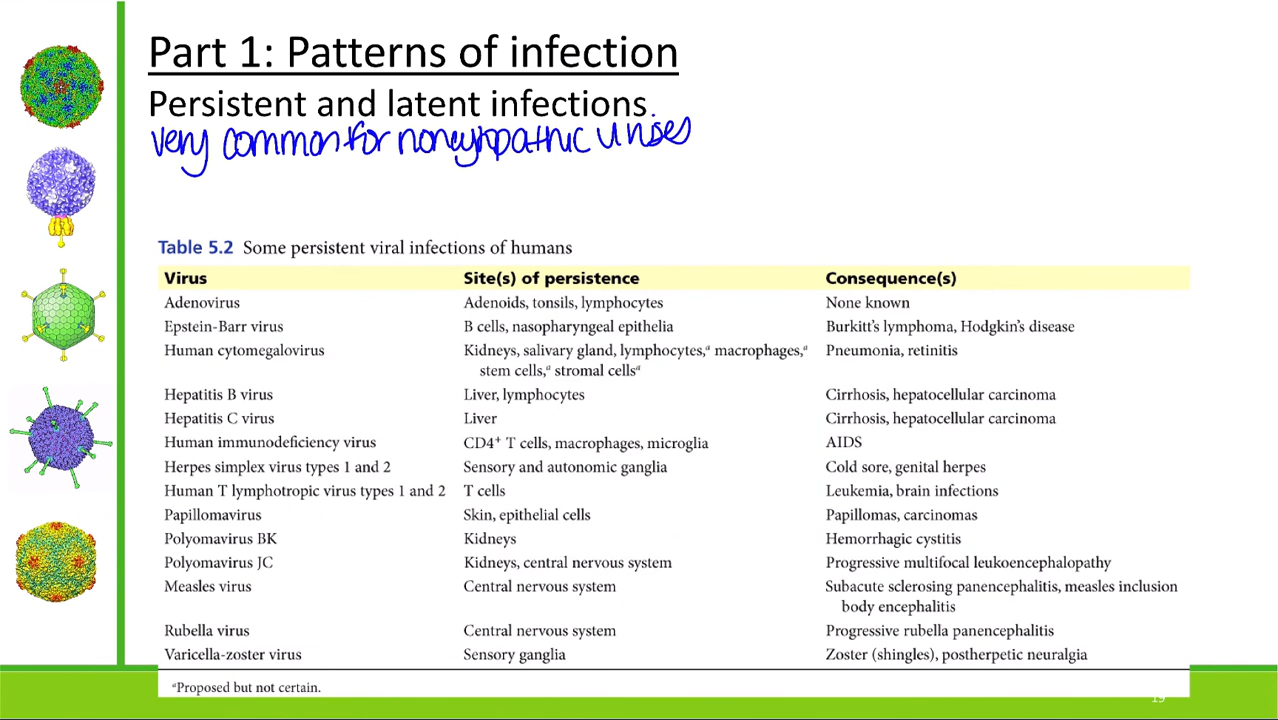 Part 1: Patterns of infection
Persistent and latent infections.
very common for noncytopathic viruses
Table 5.2 Some persistent viral infections of humans
Virus Site(s) of persistence Consequence(s)
Adenovirus Adenoids, tonsils, lymphocytes None known
Epstein-Barr virus B cells, nasopharyngeal epithelia Burkitt's lymphoma, Hodgkin's disease
Human cytomegalovirus Kidneys, salivary gland, lymphocytes,ᵃ macrophages,ᵃ Pneumonia, retinitis
stem cells,ᵃ stromal cellsᵃ
Hepatitis B virus Liver, lymphocytes Cirrhosis, hepatocellular carcinoma
Hepatitis C virus Liver Cirrhosis, hepatocellular carcinoma
Human immunodeficiency virus CD4⁺ T cells, macrophages, microglia AIDS
Herpes simplex virus types 1 and 2 Sensory and autonomic ganglia Cold sore, genital herpes
Human T lymphotropic virus types 1 and 2 T cells Leukemia, brain infections
Papillomavirus Skin, epithelial cells Papillomas, carcinomas
Polyomavirus BK Kidneys Hemorrhagic cystitis
Polyomavirus JC Kidneys, central nervous system Progressive multifocal leukoencephalopathy
Measles virus Central nervous system Subacute sclerosing panencephalitis, measles inclusion
body encephalitis
Rubella virus Central nervous system Progressive rubella panencephalitis
Varicella-zoster virus Sensory ganglia Zoster (shingles), postherpetic neuralgia
ᵃProposed but not certain.